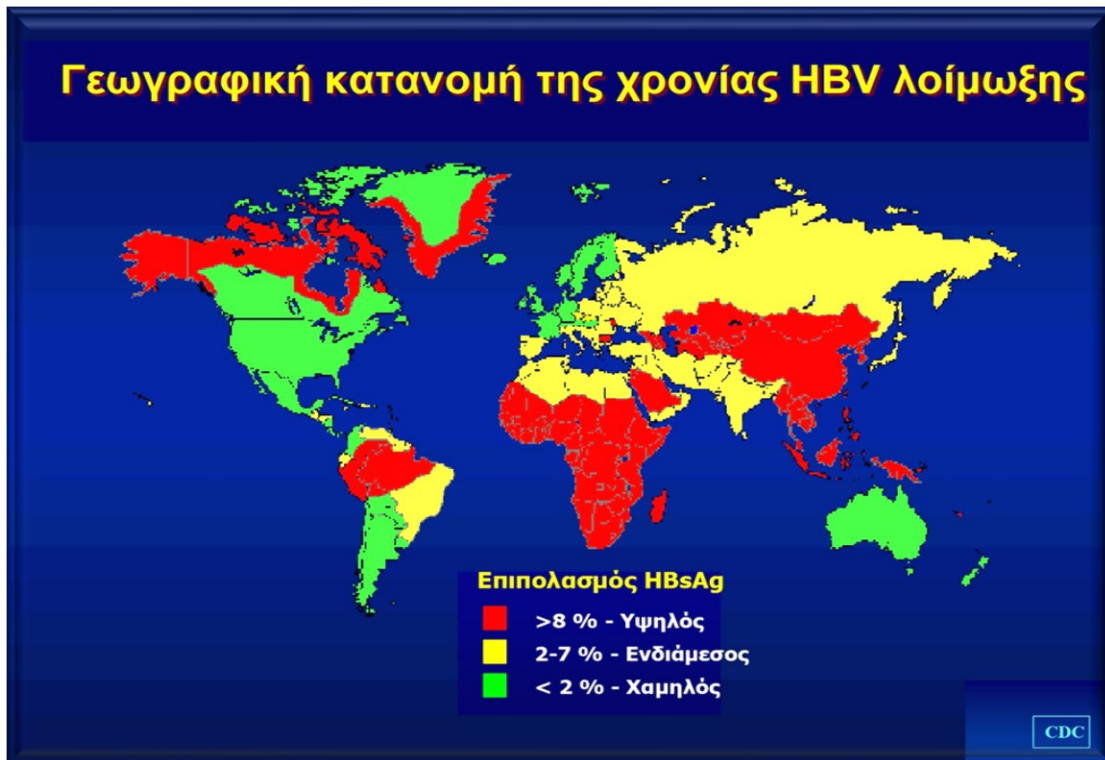 Γεωγραφική κατανομή της χρονίας HBV λοίμωξης
Επιπολασμός HBsAg
>8 % - Υψηλός
2-7 % - Ενδιάμεσος
< 2 % - Χαμηλός
CDC